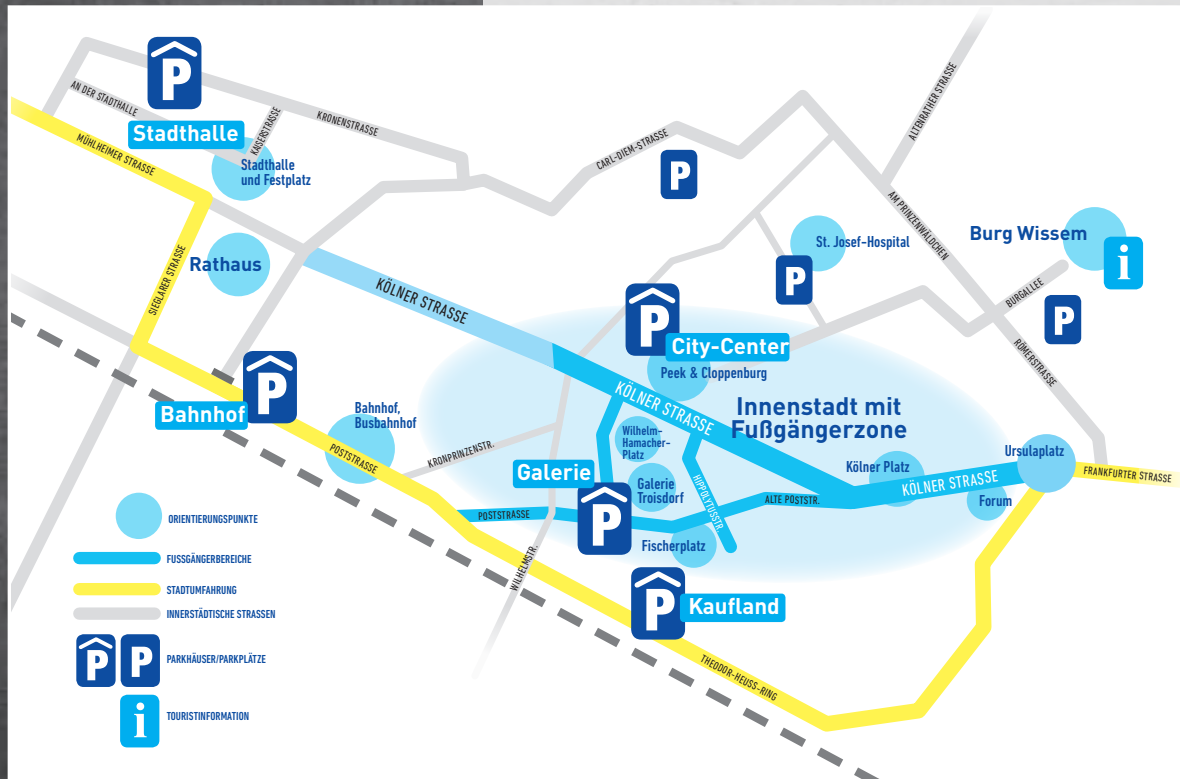 P
AN DER STADTHALLE
Stadthalle
KAISERSTRASSE
KRONENSTRASSE
MÜHLHEIMER STRASSE
Stadthalle
und Festplatz
CARL-DIEM-STRASSE
P
ALTENRATHER STRASSE
AM PRINZENWÄLDCHEN
Rathaus
SIEGLARER STRASSE
St. Josef-Hospital
P
Burg Wissem
i
BURGALLEE
P
RÖMERSTRASSE
KÖLNER STRASSE
P
City-Center
Peek & Cloppenburg
P
Bahnhof
Bahnhof,
Busbahnhof
POSTSTRASSE
KRONPRINZENSTR.
KÖLNER STRASSE
Innenstadt mit
Fußgängerzone
Wilhelm-
Hamacher-
Platz
Galerie
P
Galerie
Troisdorf
HIPPOLYTUSSTR.
Kölner Platz
KÖLNER STRASSE
Ursulaplatz
FRANKFURTER STRASSE
Forum
POSTSTRASSE
ALTE POSTSTR.
Fischerplatz
WILHELMSTR.
P
Kaufland
THEODOR-HEUSS-RING
ORIENTIERUNGSPUNKTE
FUSSGÄNGERBEREICHE
STADTUMFAHRUNG
INNERSTÄDTISCHE STRASSEN
P P PARKHÄUSER/PARKPLÄTZE
i TOURISTINFORMATION